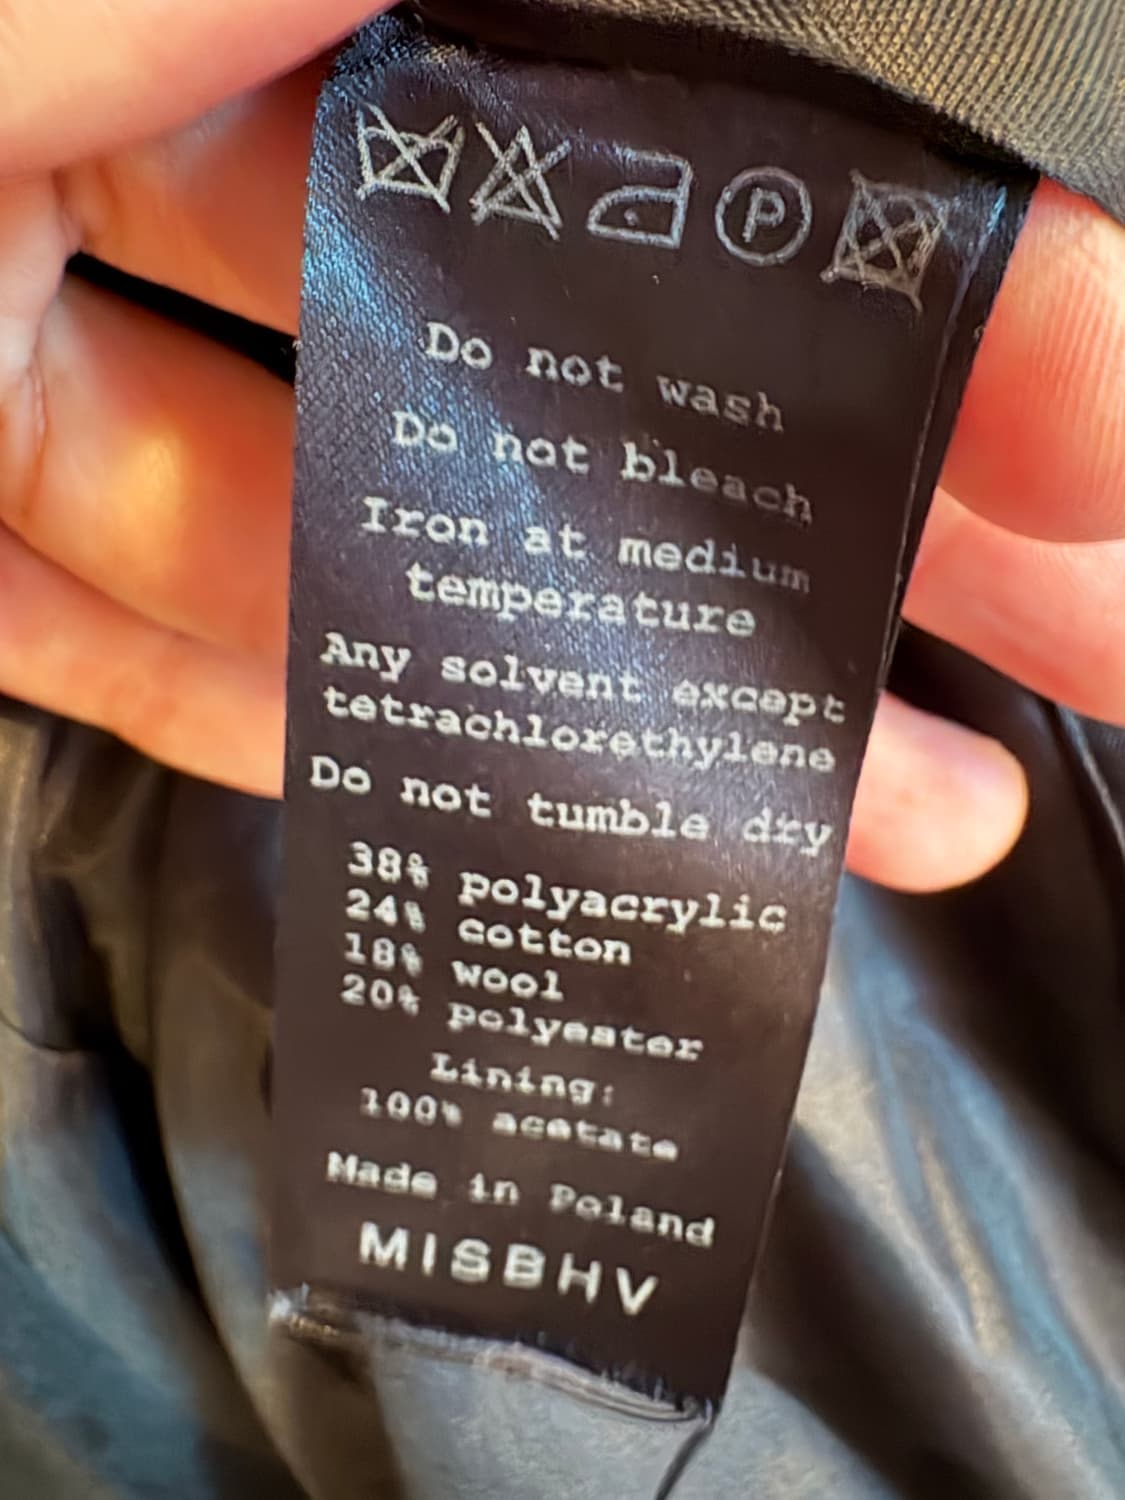 P
Do not wash
Do not bleach
Iron at medium
temperature
Any solvent except
tetrachlorethylene
Do not tumble dry
38% polyacrylic
24% cotton
18% wool
20% polyester
Lining:
100% acetate
Made in Poland
MISBHV